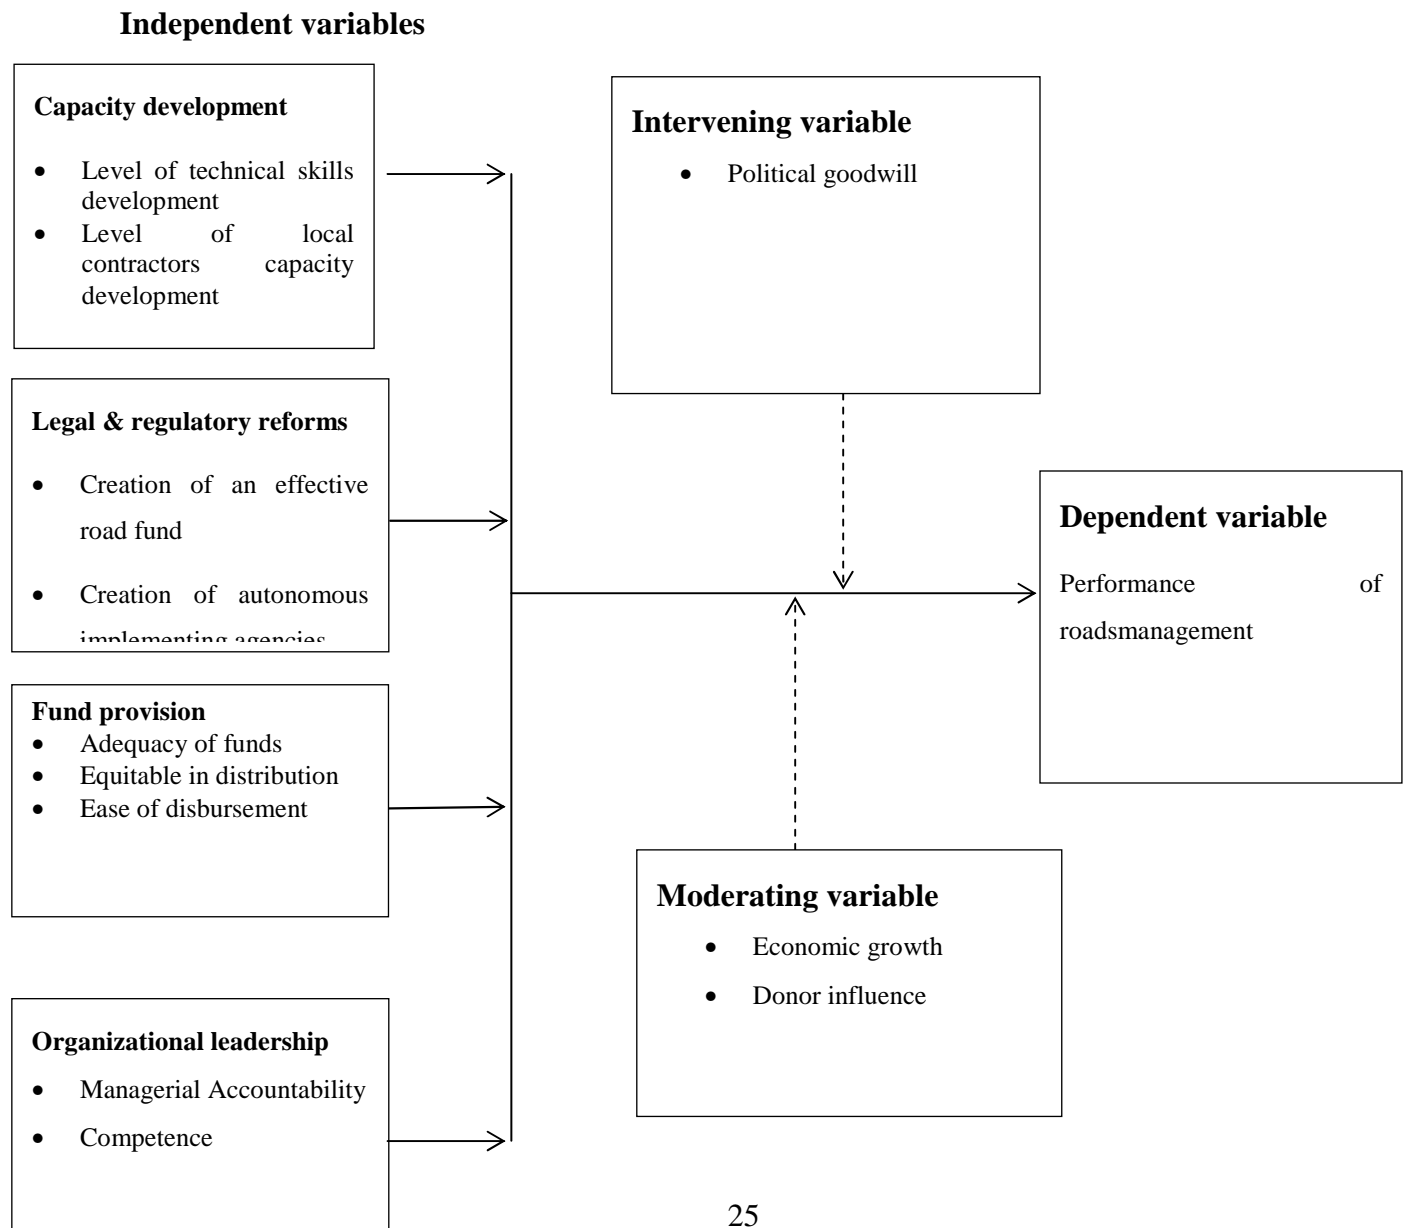 Independent variables
Capacity development
• Level of technical skills
development
• Level of local
contractors capacity
development
Legal & regulatory reforms
• Creation of an effective
road fund
• Creation of autonomous
implementing agencies
Fund provision
• Adequacy of funds
• Equitable in distribution
• Ease of disbursement
Organizational leadership
• Managerial Accountability
• Competence
Intervening variable
• Political goodwill
Dependent variable
Performance of
roadsmanagement
Moderating variable
• Economic growth
• Donor influence
25